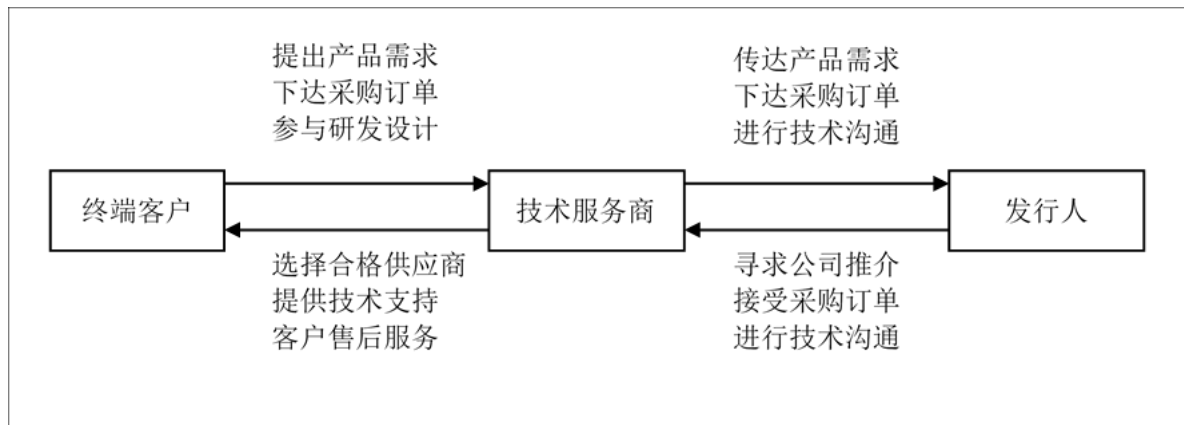 提出产品需求
下达采购订单
参与研发设计
传达产品需求
下达采购订单
进行技术沟通
终端客户
技术服务商
发行人
选择合格供应商
提供技术支持
客户售后服务
寻求公司推介
接受采购订单
进行技术沟通